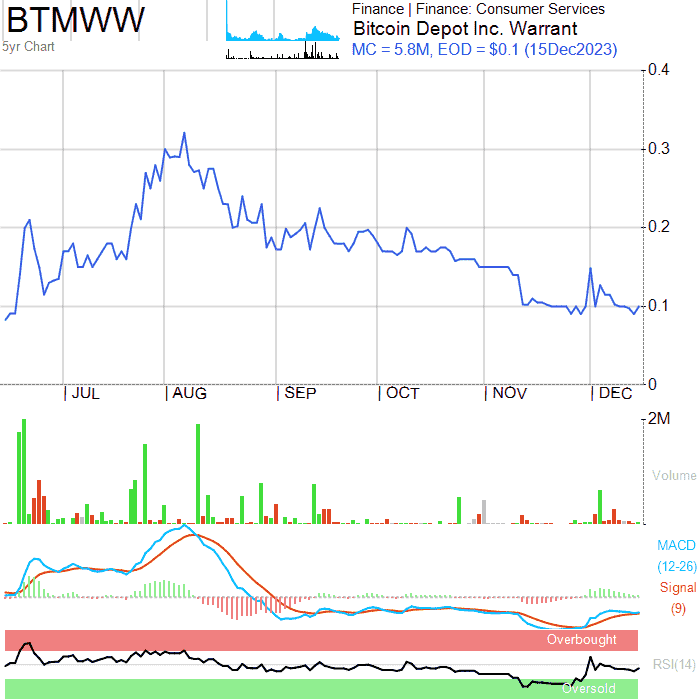 BTMWW
5yr Chart
Finance | Finance: Consumer Services
Bitcoin Depot Inc. Warrant
MC = 5.8M, EOD = $0.1 (15Dec2023)
0.4
0.3
0.2
0.1
0
JUL AUG SEP OCT NOV DEC
2M
Volume
MACD
(12-26)
Signal
(9)
Overbought
RSI(14)
Oversold